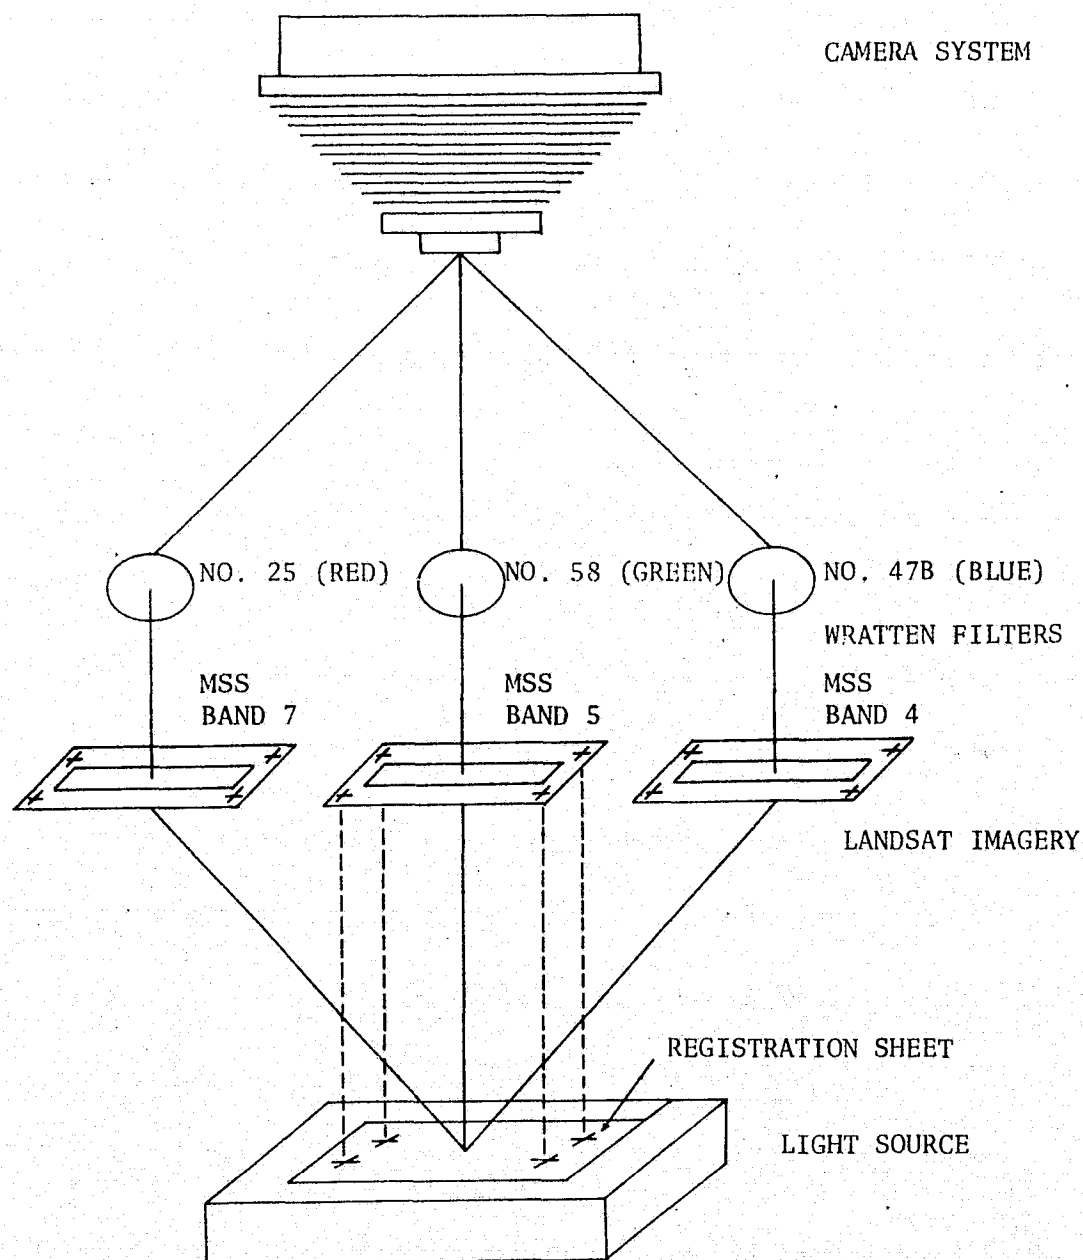 CAMERA SYSTEM
NO. 25 (RED)
NO. 58 (GREEN)
NO. 47B (BLUE)
WRATTEN FILTERS
MSS
BAND 7
MSS
BAND 5
MSS
BAND 4
LANDSAT IMAGERY
REGISTRATION SHEET
LIGHT SOURCE